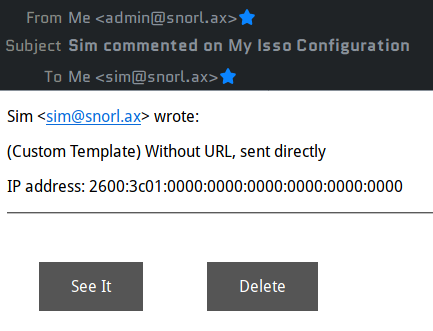 From Me <admin@snorl.ax>
Subject Sim commented on My Isso Configuration
To Me <sim@snorl.ax>
Sim <sim@snorl.ax> wrote:
(Custom Template) Without URL, sent directly
IP address: 2600:3c01:0000:0000:0000:0000:0000:0000
See It Delete